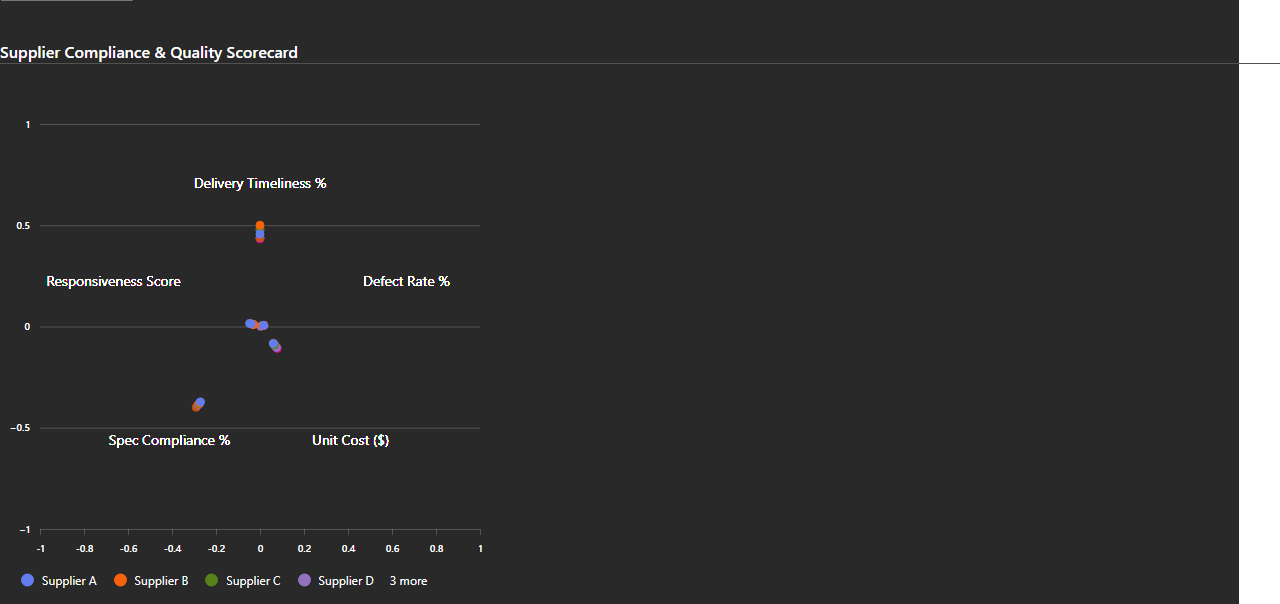 Supplier Compliance & Quality Scorecard
1
Delivery Timeliness %
0.5
Responsiveness Score Defect Rate %
0
−0.5
Spec Compliance % Unit Cost ($)
−1
-1 -0.8 -0.6 -0.4 -0.2 0 0.2 0.4 0.6 0.8 1
Supplier A Supplier B Supplier C Supplier D 3 more